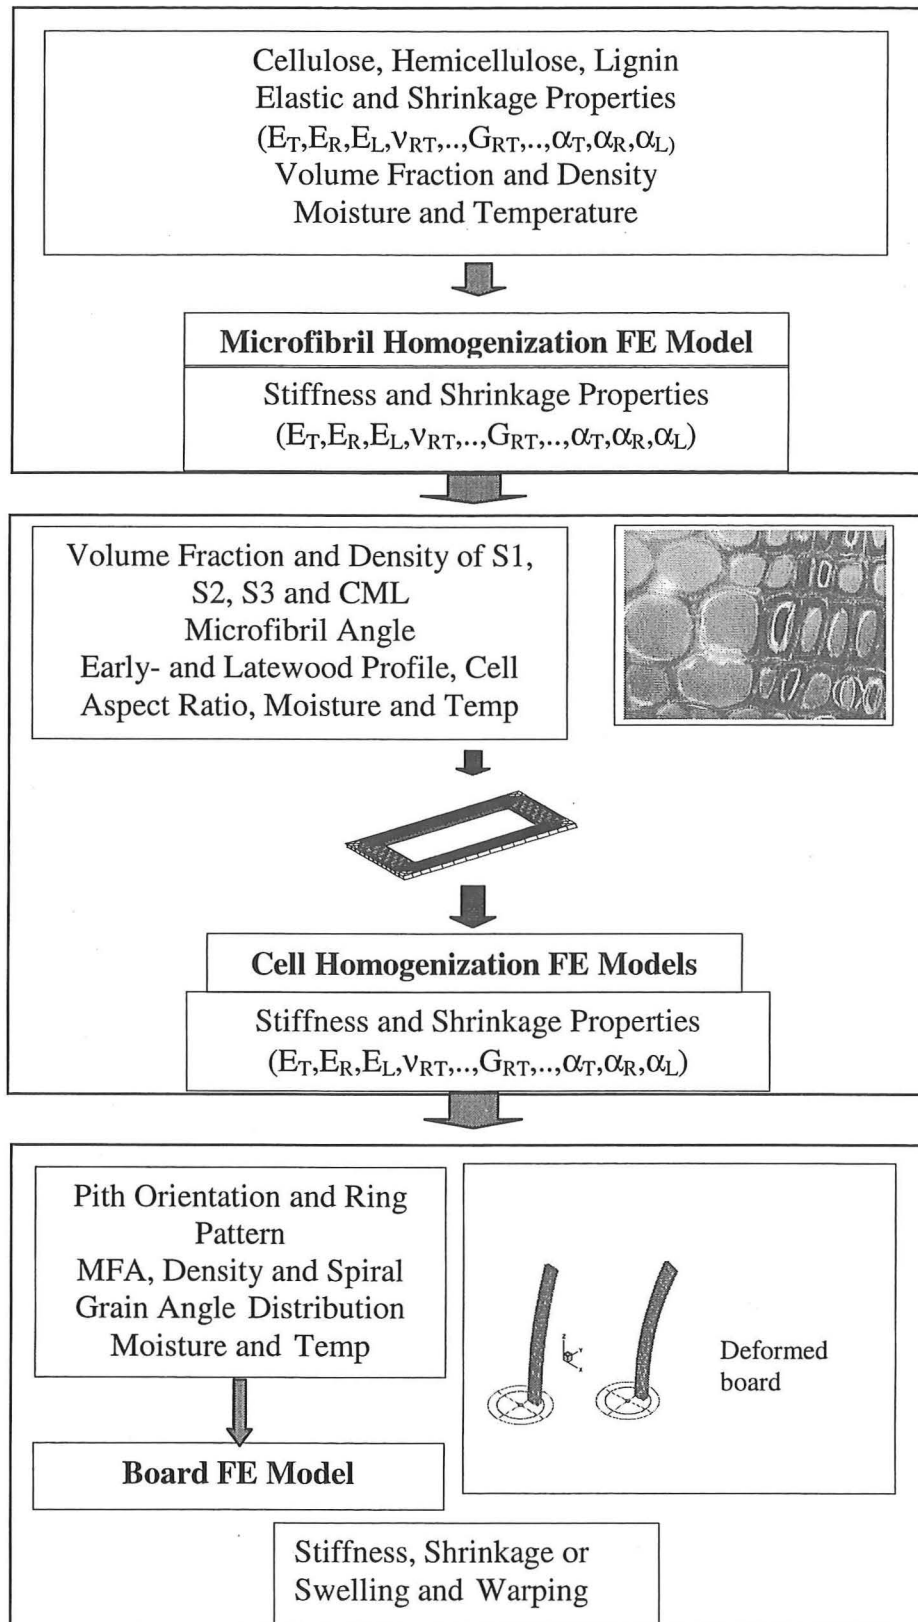 Cellulose, Hemicellulose, Lignin
Elastic and Shrinkage Properties
(E_T,E_R,E_L,ν_RT,..G_RT,..,α_T,α_R,α_L)
Volume Fraction and Density
Moisture and Temperature
Microfibril Homogenization FE Model
Stiffness and Shrinkage Properties
(E_T,E_R,E_L,ν_RT,..,G_RT,..,α_T,α_R,α_L)
Volume Fraction and Density of S1,
S2, S3 and CML
Microfibril Angle
Early- and Latewood Profile, Cell
Aspect Ratio, Moisture and Temp
Cell Homogenization FE Models
Stiffness and Shrinkage Properties
(E_T,E_R,E_L,ν_RT,..,G_RT,..,α_T,α_R,α_L)
Pith Orientation and Ring
Pattern
MFA, Density and Spiral
Grain Angle Distribution
Moisture and Temp
Z
Y
X
Deformed
board
Board FE Model
Stiffness, Shrinkage or
Swelling and Warping